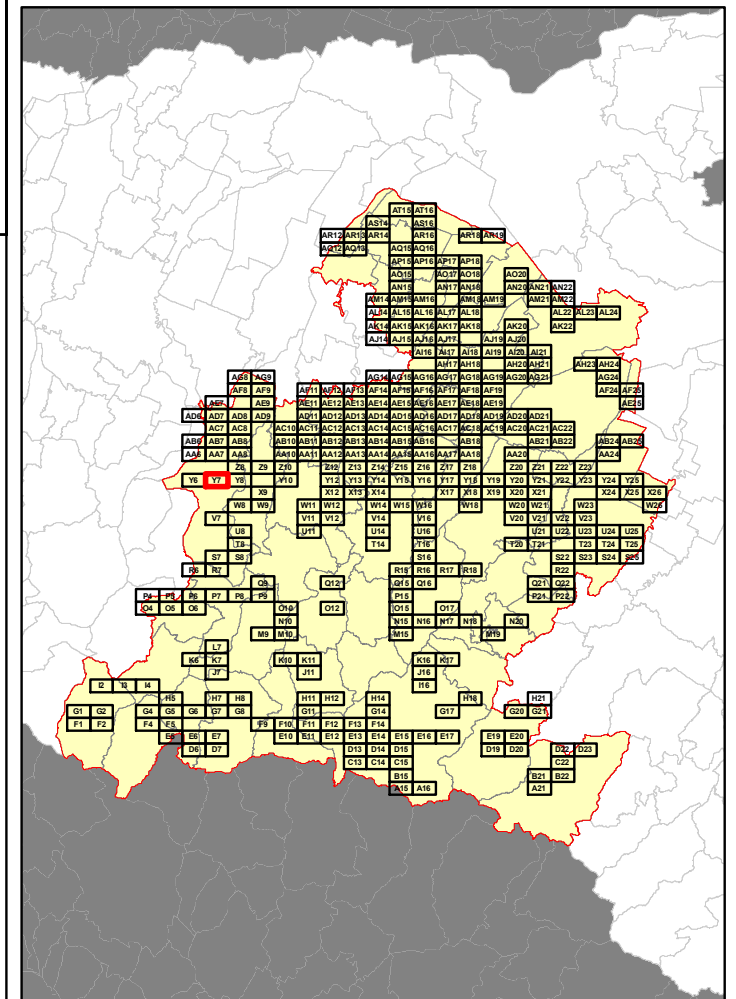 AT15 AT16
AS14 AS16
AR12 AR13 AR14 AR16 AR18 AR19
AQ12 AQ13 AQ15 AQ16
AP15 AP16 AP17 AP18
AO15 AO17 AO18 AO20
AN15 AN17 AN18 AN20 AN21 AN22
AM14 AM15 AM16 AM18 AM19 AM21 AM22
AL14 AL15 AL16 AL17 AL18 AL22 AL23 AL24
AK14 AK15 AK16 AK17 AK18 AK20 AK22
AJ14 AJ15 AJ16 AJ17 AJ19 AJ20
AI16 AI17 AI18 AI19 AI20 AI21
AH17 AH18 AH20 AH21 AH23 AH24
AG8 AG9 AG14 AG15 AG16 AG17 AG18 AG19 AG20 AG21 AG24
AF8 AF9 AF11 AF12 AF13 AF14 AF15 AF16 AF17 AF18 AF19 AF24 AF25
AE7 AE9 AE11 AE12 AE13 AE14 AE15 AE16 AE17 AE18 AE19 AE25
AD6 AD7 AD8 AD9 AD11 AD12 AD13 AD14 AD15 AD16 AD17 AD18 AD19 AD20 AD21
AC7 AC8 AC10 AC11 AC12 AC13 AC14 AC15 AC16 AC17 AC18 AC19 AC20 AC21 AC22
AB6 AB7 AB8 AB10 AB11 AB12 AB13 AB14 AB15 AB16 AB18 AB21 AB22 AB24 AB25
AA6 AA7 AA8 AA10 AA11 AA12 AA13 AA14 AA15 AA16 AA17 AA18 AA20 AA24
Z8 Z9 Z10 Z12 Z13 Z14 Z15 Z16 Z17 Z18 Z20 Z21 Z22 Z23
Y6 Y7 Y8 Y10 Y12 Y13 Y14 Y15 Y16 Y17 Y18 Y19 Y20 Y21 Y22 Y23 Y24 Y25
X9 X12 X13 X14 X17 X18 X19 X20 X21 X24 X25 X26
W8 W9 W11 W12 W14 W15 W16 W18 W20 W21 W23 W26
V7 V11 V12 V14 V16 V20 V21 V22 V23
U8 U11 U14 U16 U21 U22 U23 U24 U25
T8 T14 T16 T20 T21 T23 T24 T25
S7 S8 S16 S22 S23 S24 S25
R6 R7 R15 R16 R17 R18 R22
Q9 Q12 Q15 Q16 Q21 Q22
P4 P5 P6 P7 P8 P9 P15 P21 P22
O4 O5 O6 O10 O12 O15 O17
N10 N15 N16 N17 N18 N20
M9 M10 M15 M19
L7
K6 K7 K10 K11 K16 K17
J7 J11 J16
I2 I3 I4 I16
H5 H7 H8 H11 H12 H14 H18 H21
G1 G2 G4 G5 G6 G7 G8 G11 G14 G17 G20 G21
F1 F2 F4 F5 F9 F10 F11 F12 F13 F14
E5 E6 E7 E10 E11 E12 E13 E14 E15 E16 E17 E19 E20
D6 D7 D13 D14 D15 D19 D20 D22 D23
C13 C14 C15 C22
B15 B21 B22
A15 A16 A21